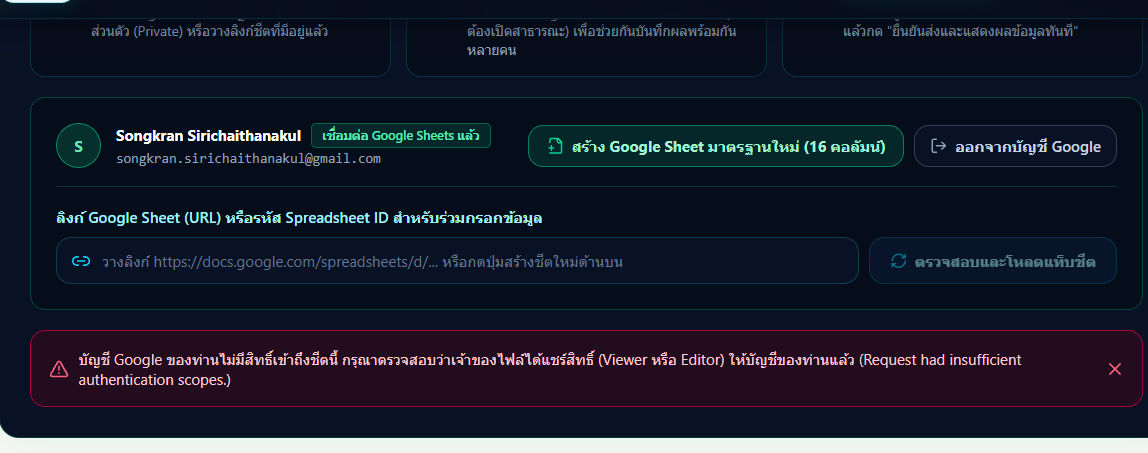 ส่วนตัว (Private) หรือวางลิงก์ชีตที่มีอยู่แล้ว
ต้องเปิดสาธารณะ) เพื่อช่วยกันบันทึกผลพร้อมกัน
หลายคน
แล้วกด "ยืนยันส่งและแสดงผลข้อมูลทันที"
S
Songkran Sirichaithanakul
เชื่อมต่อ Google Sheets แล้ว
songkran.sirichaithanakul@gmail.com
สร้าง Google Sheet มาตรฐานใหม่ (16 คอลัมน์)
ออกจากบัญชี Google
ลิงก์ Google Sheet (URL) หรือรหัส Spreadsheet ID สำหรับร่วมกรอกข้อมูล
วางลิงก์ https://docs.google.com/spreadsheets/d/... หรือกดปุ่มสร้างชีตใหม่ด้านบน
ตรวจสอบและโหลดแท็บชีต
บัญชี Google ของท่านไม่มีสิทธิ์เข้าถึงชีตนี้ กรุณาตรวจสอบว่าเจ้าของไฟล์ได้แชร์สิทธิ์ (Viewer หรือ Editor) ให้บัญชีของท่านแล้ว (Request had insufficient
authentication scopes.)